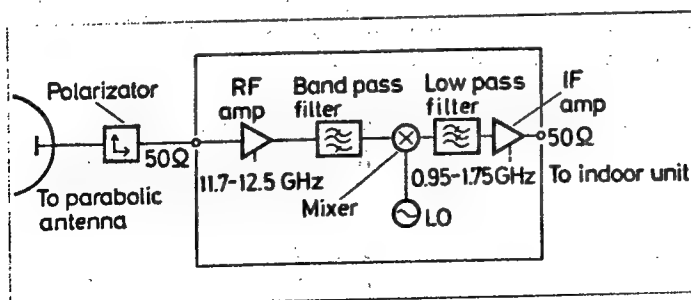 Polarizator
RF
amp
Band pass
filter
Low pass
filter
IF
amp
50Ω
50Ω
11.7-12.5 GHz
0.95-1.75GHz
To indoor unit
To parabolic
antenna
Mixer
LO